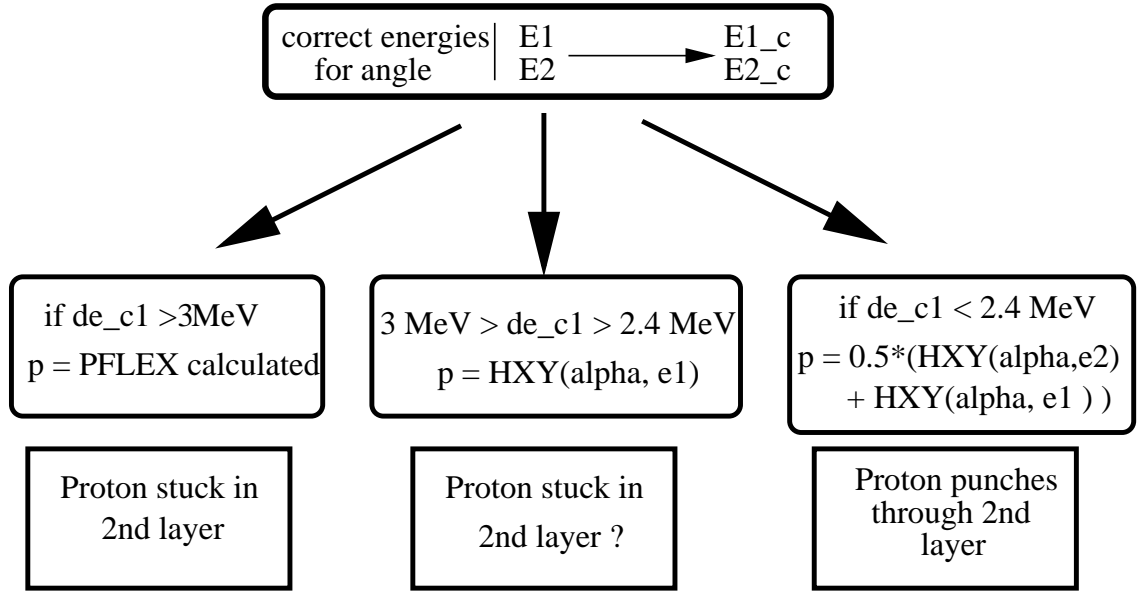 correct energies E1 E1_c
for angle E2 E2_c
if de_c1 >3MeV
p = PFLEX calculated
3 MeV > de_c1 > 2.4 MeV
p = HXY(alpha, e1)
if de_c1 < 2.4 MeV
p = 0.5*(HXY(alpha,e2)
+ HXY(alpha, e1 ) )
Proton stuck in
2nd layer
Proton stuck in
2nd layer ?
Proton punches
through 2nd
layer